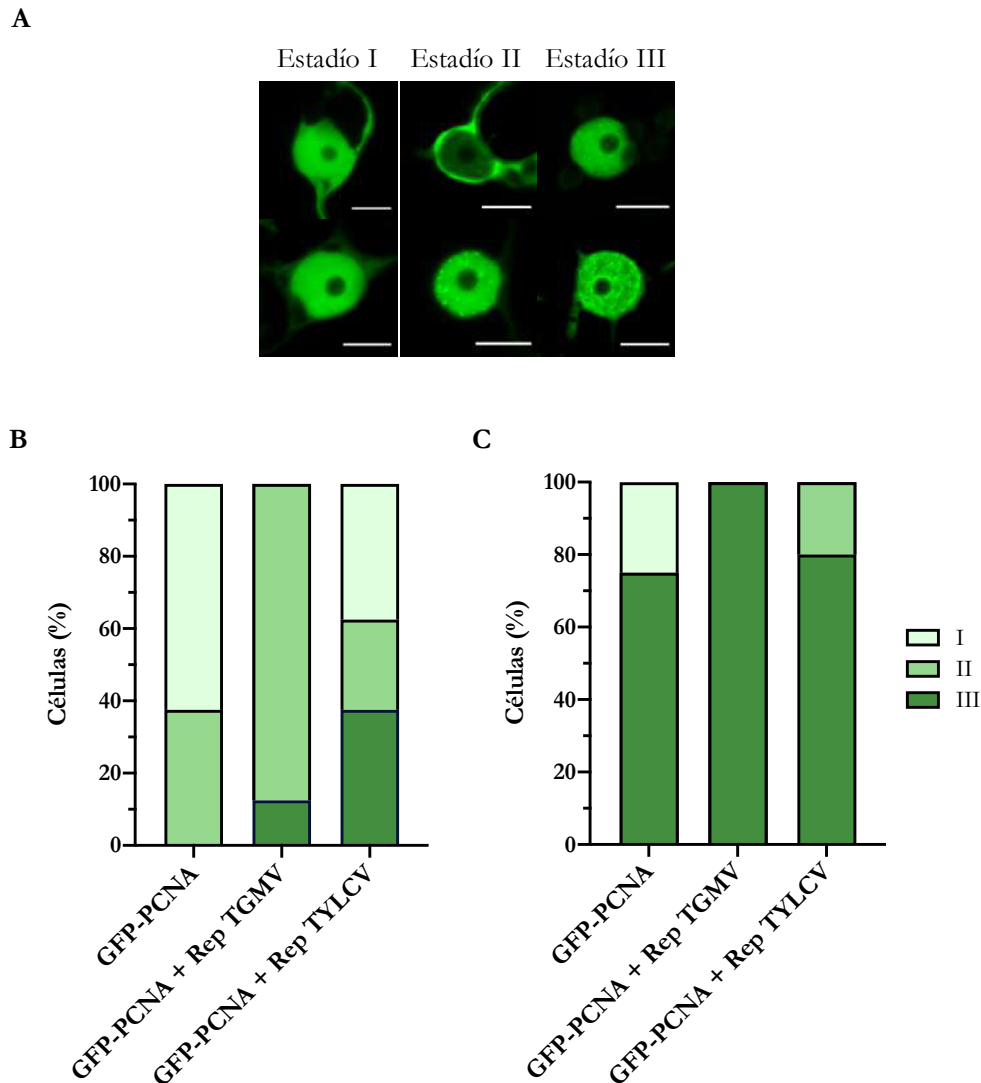 A
Estadío I Estadío II Estadío III
B
C
100
80
60
40
20
0
Células (%)
GFP-PCNA
GFP-PCNA + Rep TGMV
GFP-PCNA + Rep TYLCV
100
80
60
40
20
0
Células (%)
GFP-PCNA
GFP-PCNA + Rep TGMV
GFP-PCNA + Rep TYLCV
I
II
III